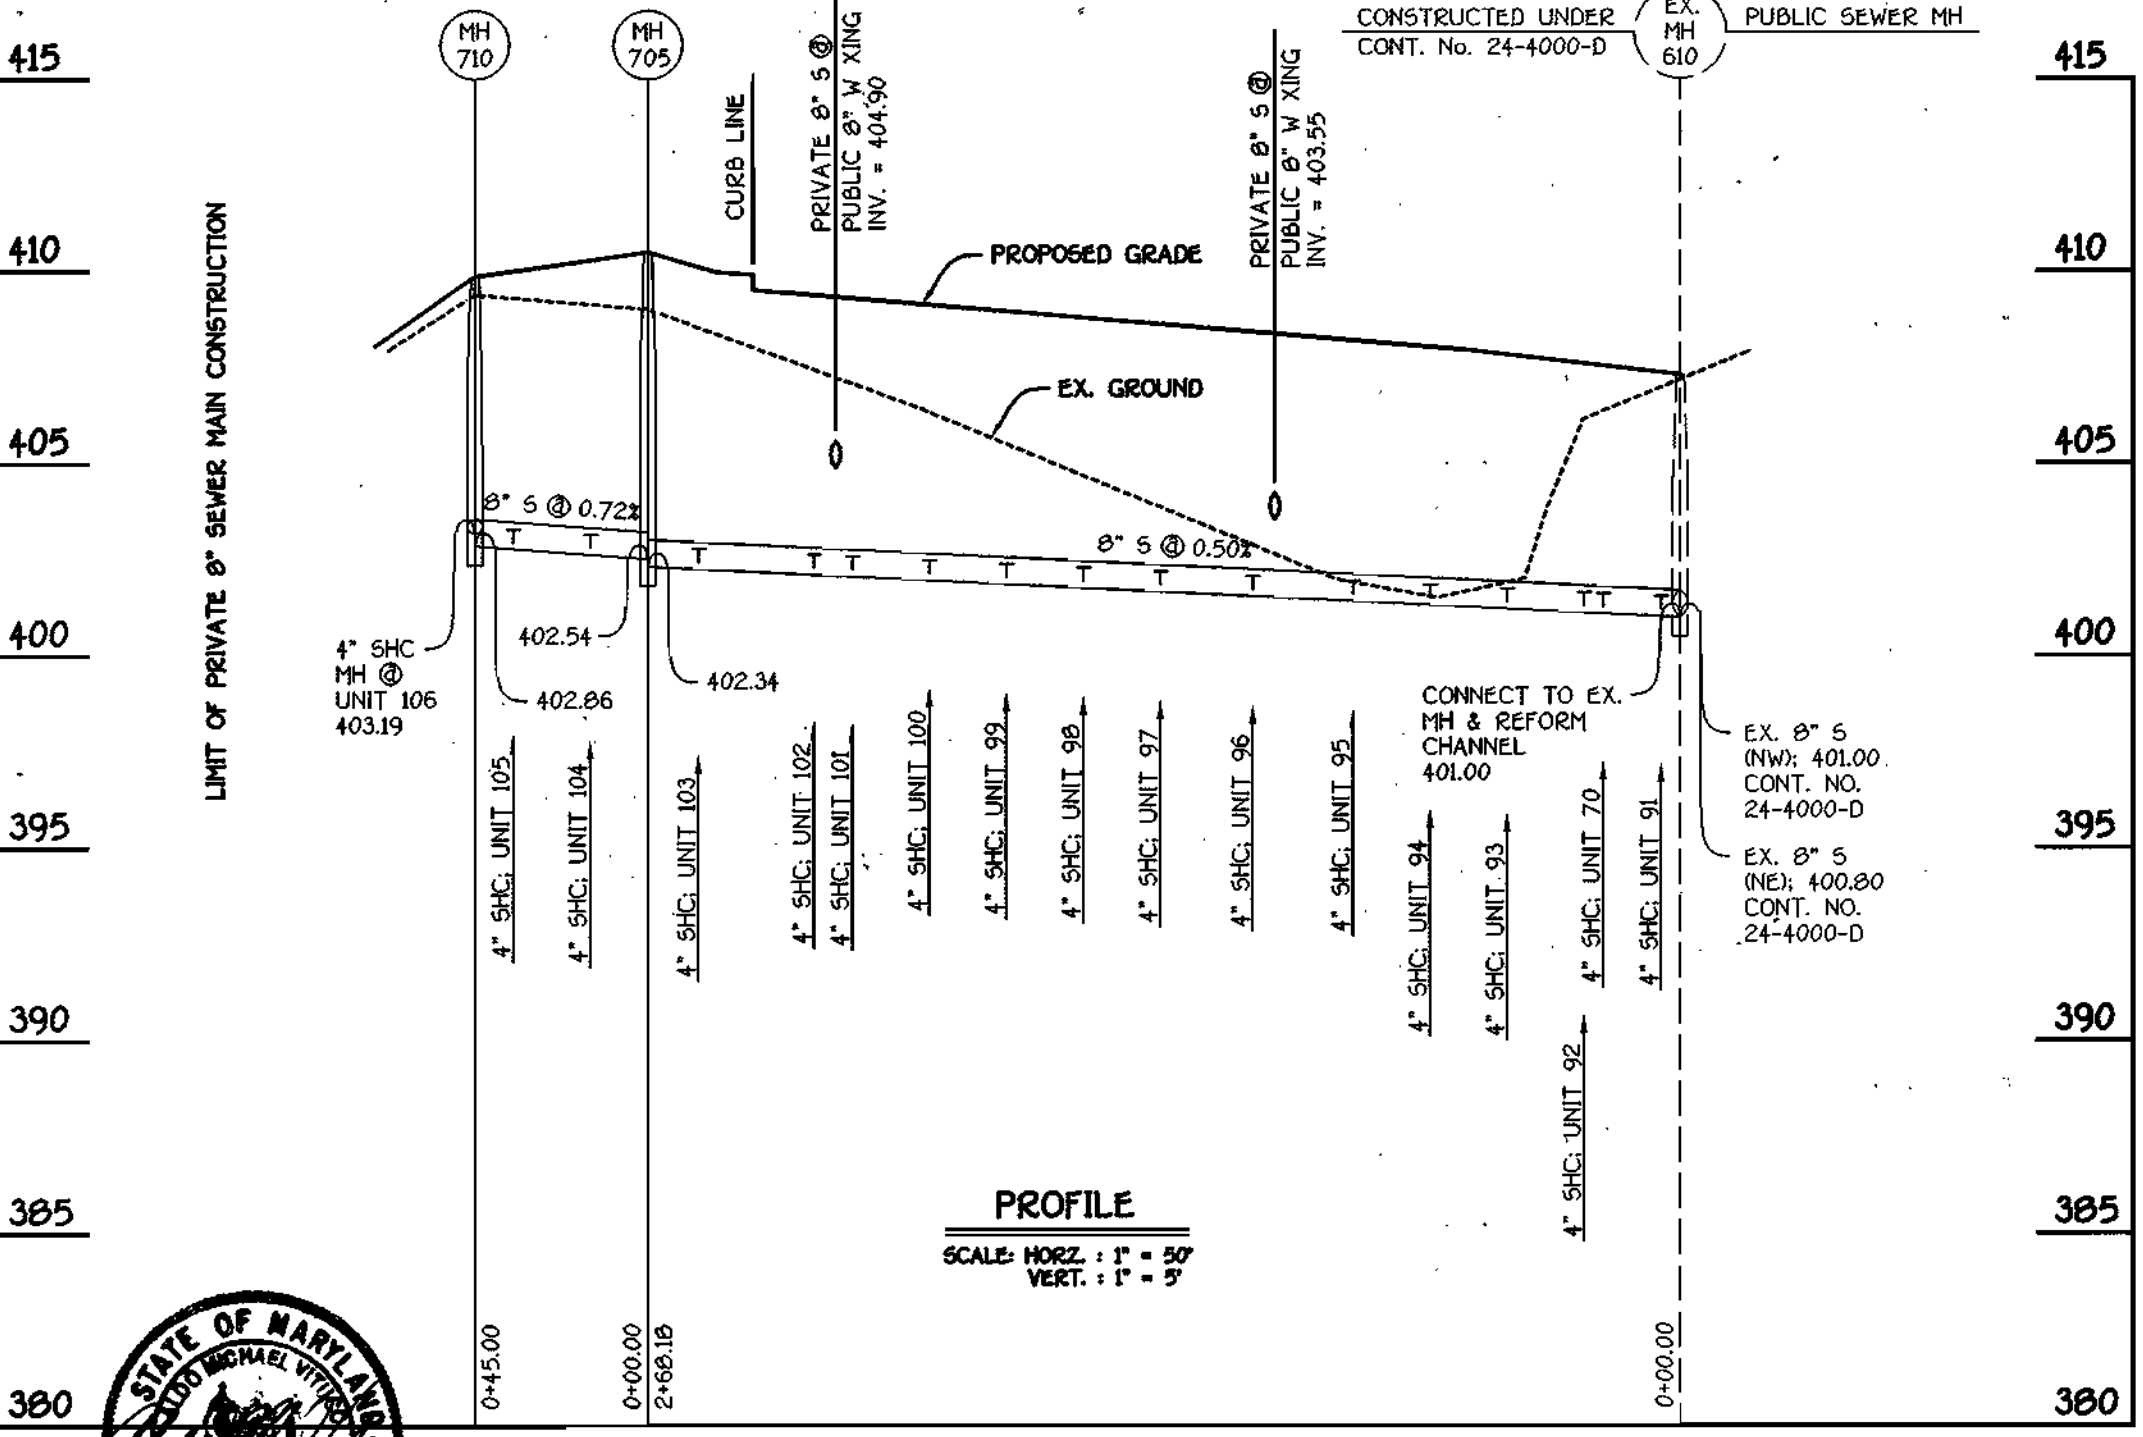 MH
710
MH
705
CONSTRUCTED UNDER
CONT. No. 24-4000-D
EX.
MH
610
PUBLIC SEWER MH
415
410
405
400
395
390
385
380
415
410
405
400
395
390
385
380
LIMIT OF PRIVATE 8" SEWER MAIN CONSTRUCTION
CURB LINE
PRIVATE 8" S @
PUBLIC 8" W XING
INV. = 404.90
PRIVATE 8" S @
PUBLIC 8" W XING
INV. = 403.55
PROPOSED GRADE
EX. GROUND
8" S @ 0.72%
8" S @ 0.50%
T T T T T T T T T T T T T T T T
4" SHC
MH @
UNIT 106
403.19
402.86
402.54
402.34
CONNECT TO EX.
MH & REFORM
CHANNEL
401.00
EX. 8" S
(NW); 401.00
CONT. NO.
24-4000-D
EX. 8" S
(NE); 400.80
CONT. NO.
24-4000-D
4" SHC; UNIT 105
4" SHC; UNIT 104
4" SHC; UNIT 103
4" SHC; UNIT 102
4" SHC; UNIT 101
4" SHC; UNIT 100
4" SHC; UNIT 99
4" SHC; UNIT 98
4" SHC; UNIT 97
4" SHC; UNIT 96
4" SHC; UNIT 95
4" SHC; UNIT 94
4" SHC; UNIT 93
4" SHC; UNIT 92
4" SHC; UNIT 70
4" SHC; UNIT 91
PROFILE
SCALE: HORZ. : 1" = 50'
VERT. : 1" = 5'
0+45.00
0+00.00
2+68.18
0+00.00
STATE OF MARYLAND
MICHAEL